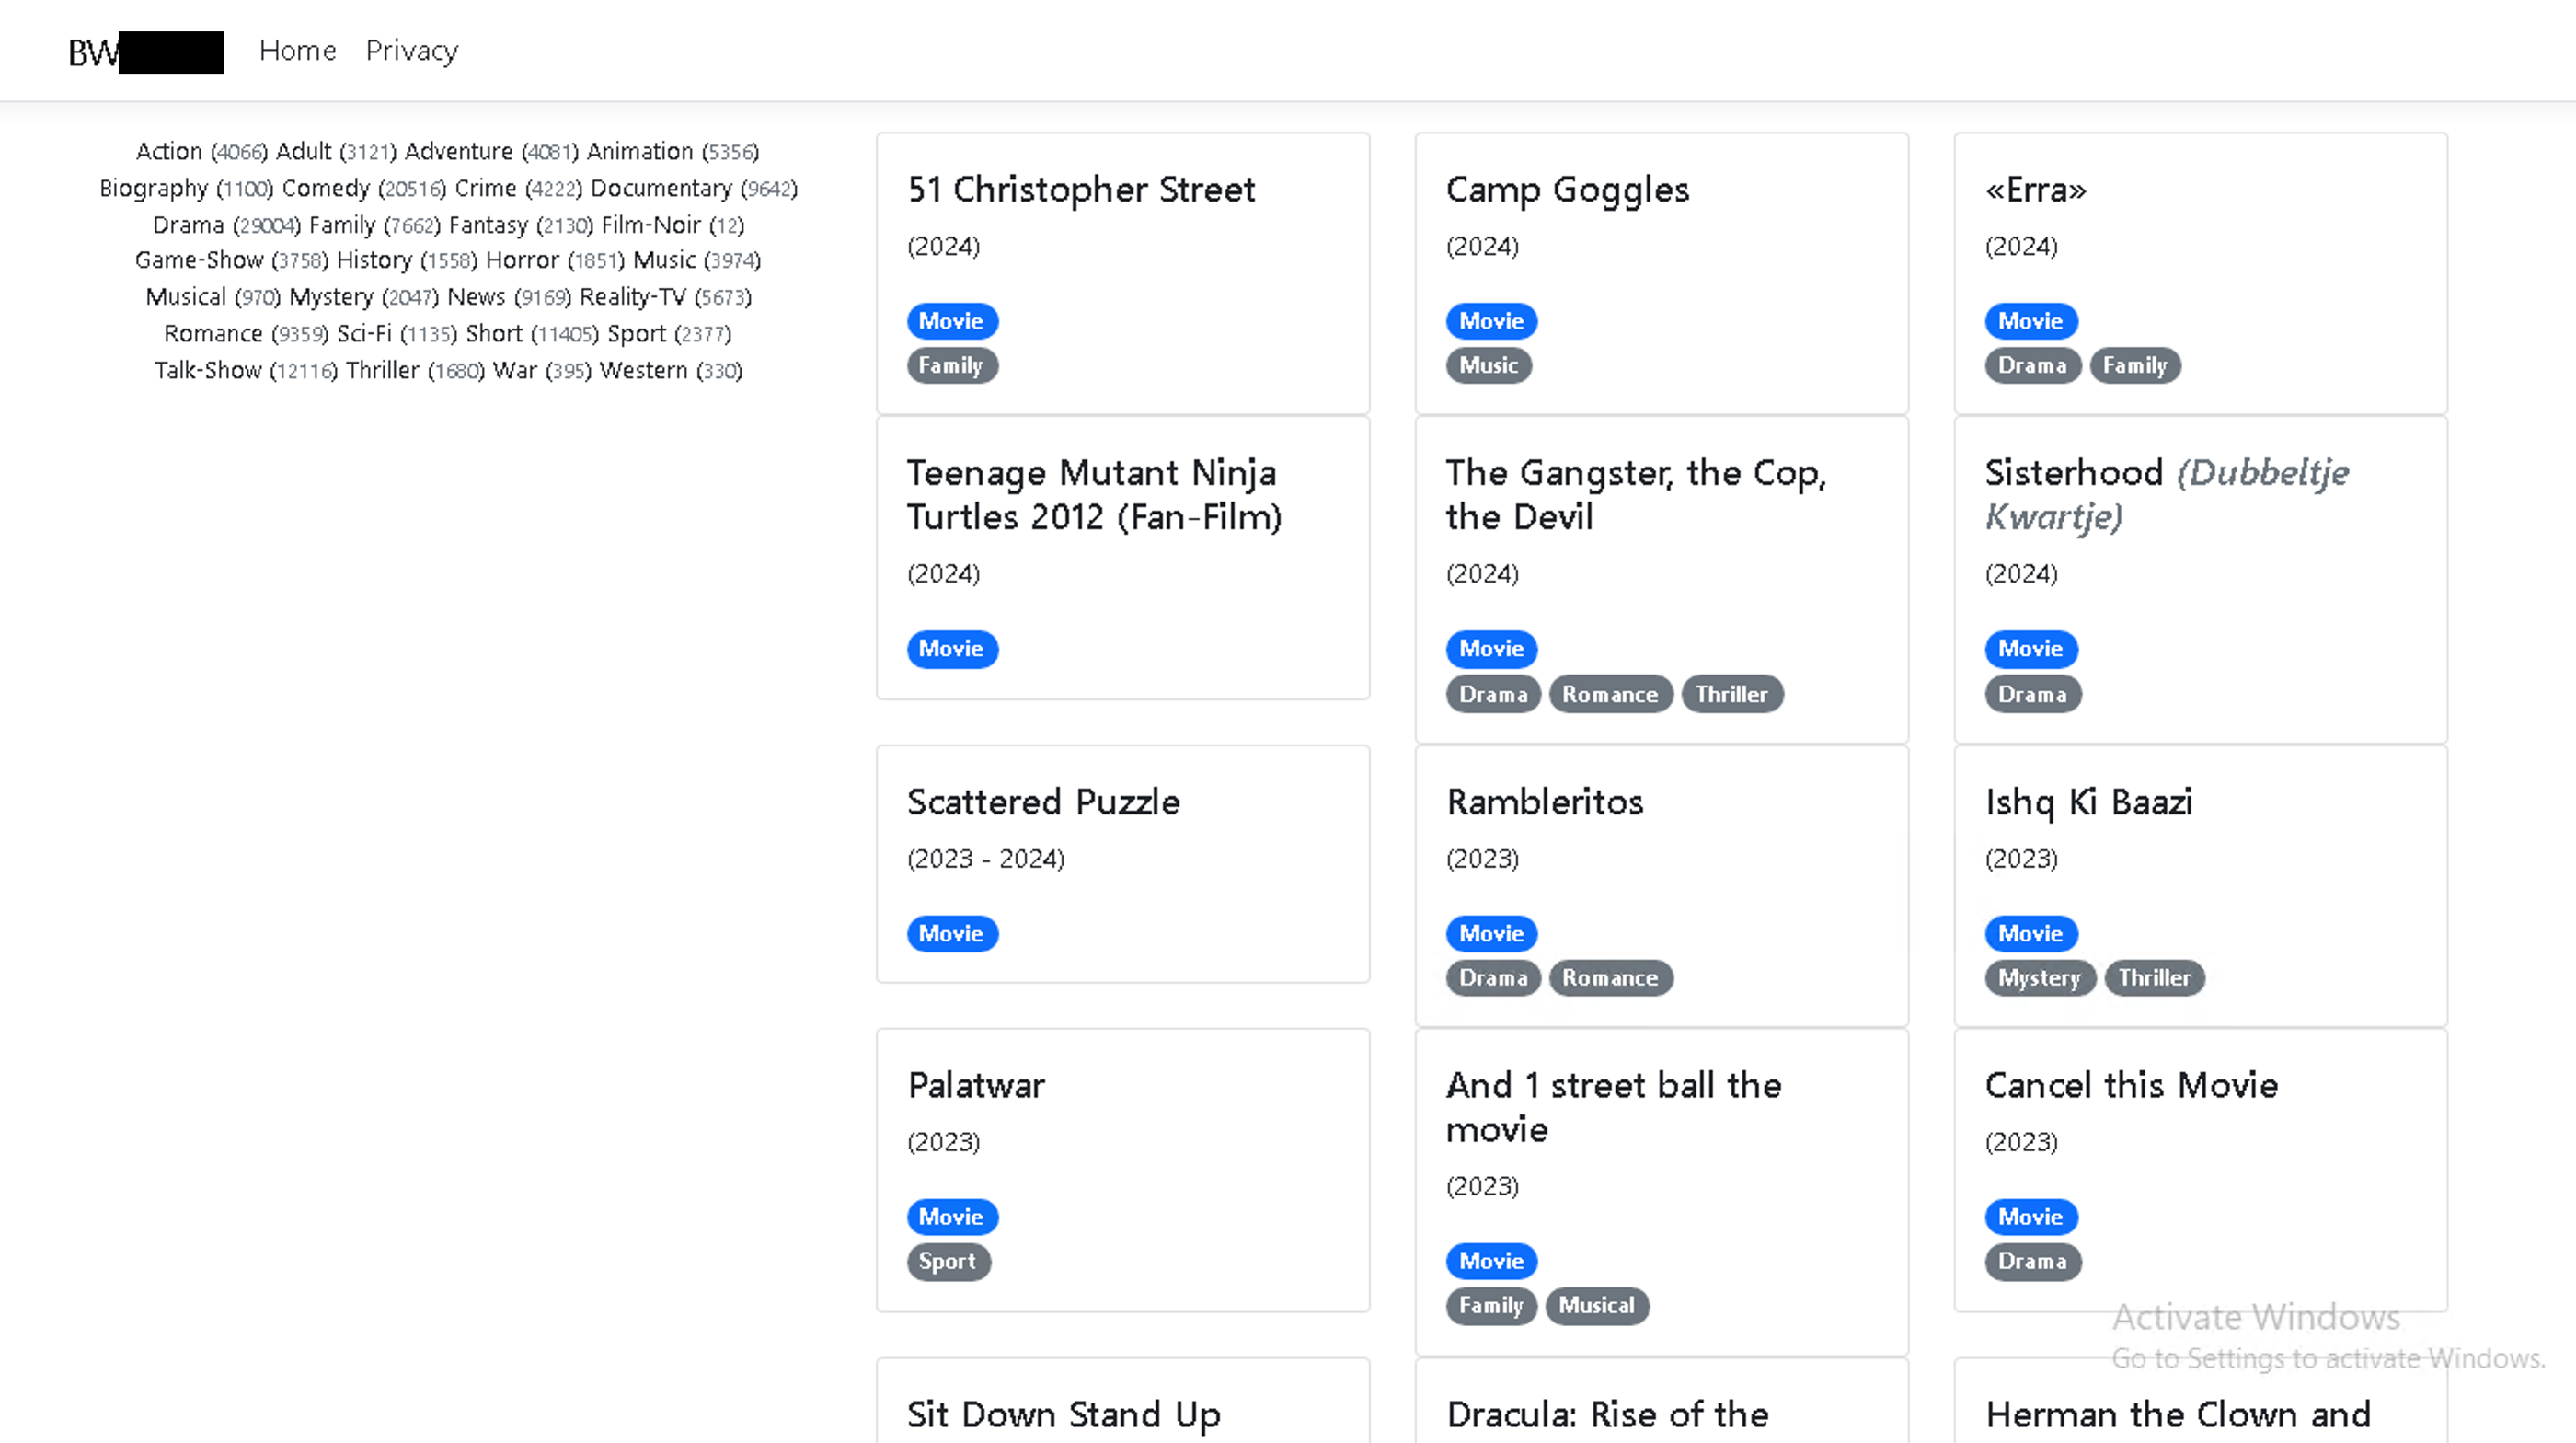 BW
Home Privacy
Action (4066) Adult (3121) Adventure (4081) Animation (5356)
Biography (1100) Comedy (20516) Crime (4222) Documentary (9642)
Drama (29004) Family (7662) Fantasy (2130) Film-Noir (12)
Game-Show (3758) History (1558) Horror (1851) Music (3974)
Musical (970) Mystery (2047) News (9169) Reality-TV (5673)
Romance (9359) Sci-Fi (1135) Short (11405) Sport (2377)
Talk-Show (12116) Thriller (1680) War (395) Western (330)
51 Christopher Street
(2024)
Movie
Family
Camp Goggles
(2024)
Movie
Music
«Erra»
(2024)
Movie
Drama Family
Teenage Mutant Ninja
Turtles 2012 (Fan-Film)
(2024)
Movie
The Gangster, the Cop,
the Devil
(2024)
Movie
Drama Romance Thriller
Sisterhood (Dubbeltje
Kwartje)
(2024)
Movie
Drama
Scattered Puzzle
(2023 - 2024)
Movie
Rambleritos
(2023)
Movie
Drama Romance
Ishq Ki Baazi
(2023)
Movie
Mystery Thriller
Palatwar
(2023)
Movie
Sport
And 1 street ball the
movie
(2023)
Movie
Family Musical
Cancel this Movie
(2023)
Movie
Drama
Sit Down Stand Up
Dracula: Rise of the
Herman the Clown and
Activate Windows
Go to Settings to activate Windows.